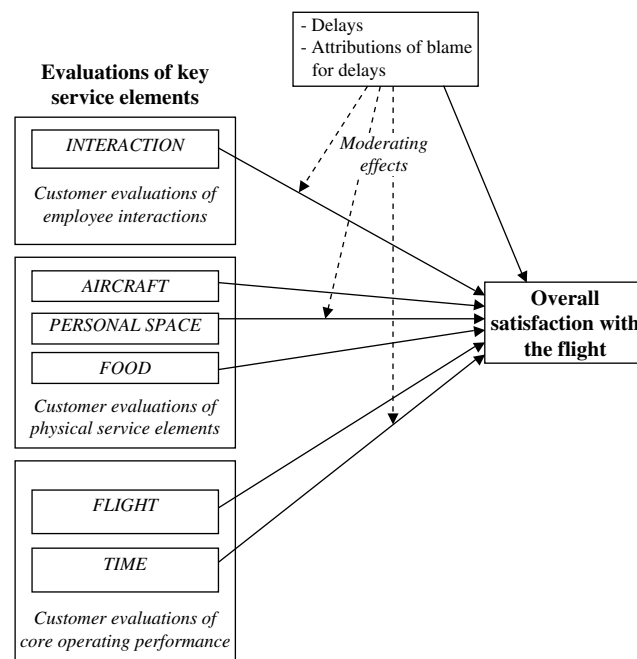 - Delays
- Attributions of blame
for delays
Evaluations of key
service elements
Moderating
effects
INTERACTION
Customer evaluations of
employee interactions
AIRCRAFT
PERSONAL SPACE
FOOD
Customer evaluations of
physical service elements
Overall
satisfaction with
the flight
FLIGHT
TIME
Customer evaluations of
core operating performance